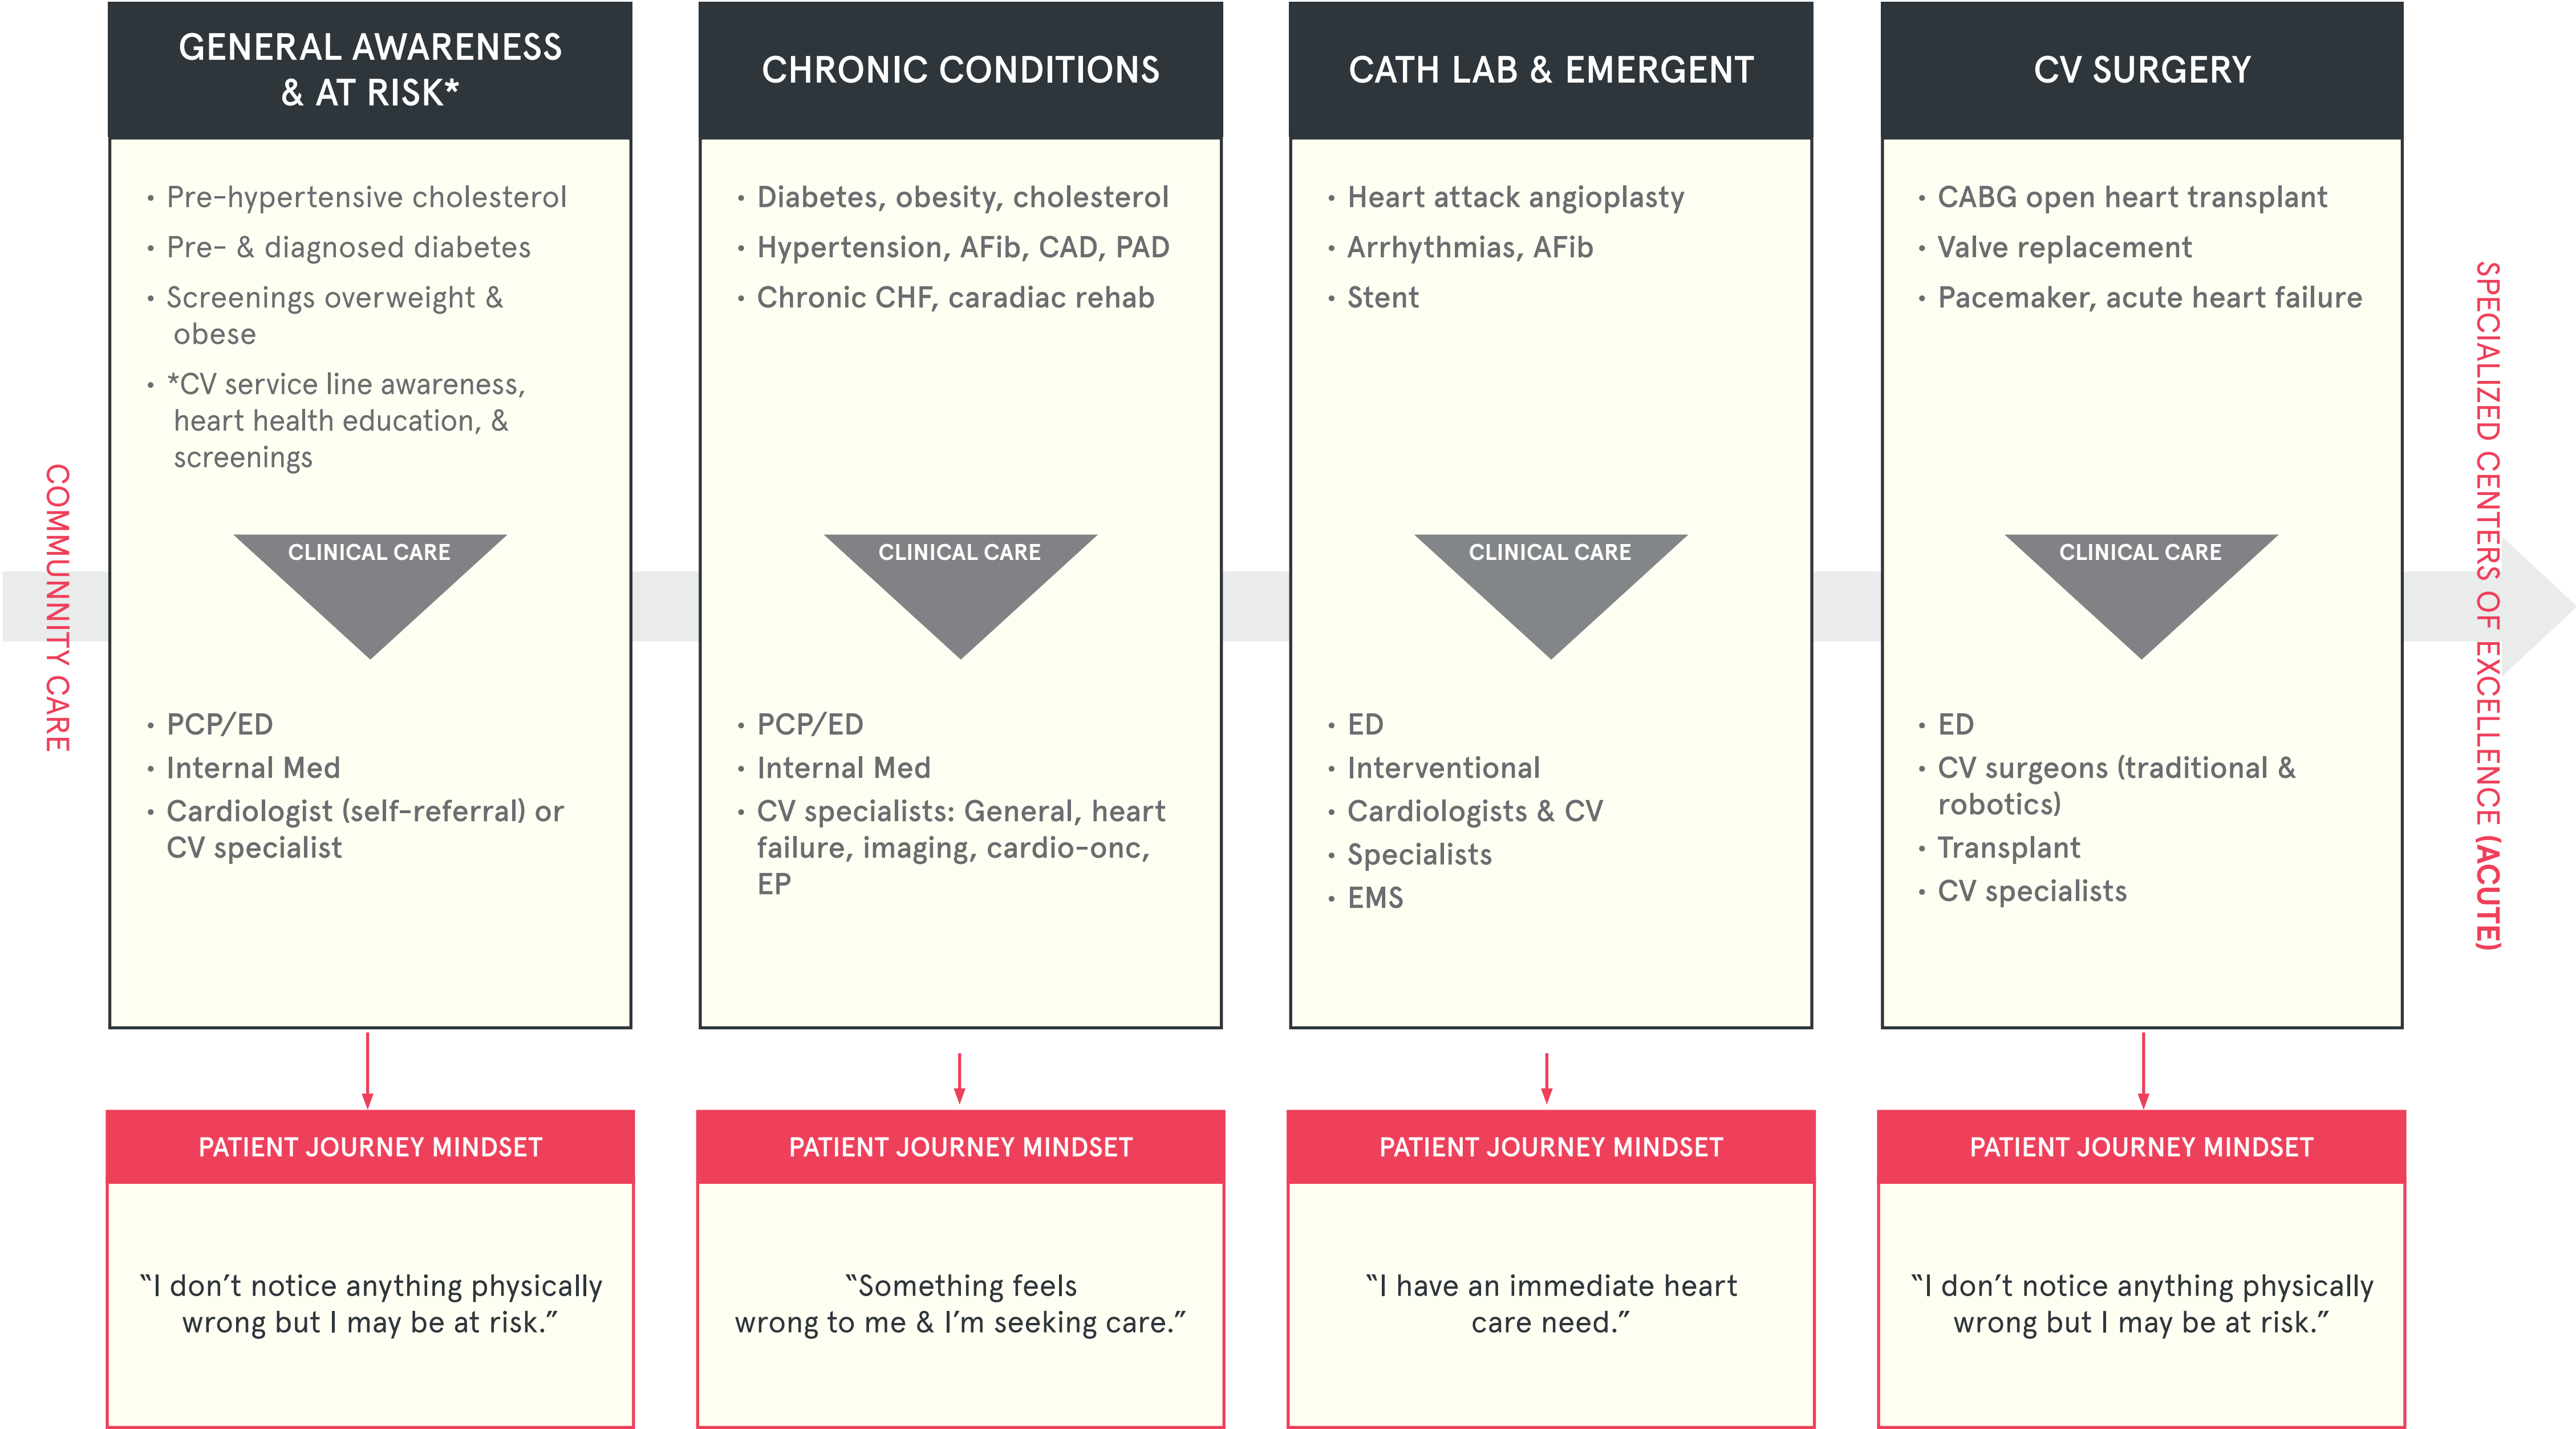 COMMUNNITY CARE
GENERAL AWARENESS
& AT RISK*
• Pre-hypertensive cholesterol
• Pre- & diagnosed diabetes
• Screenings overweight &
obese
• *CV service line awareness,
heart health education, &
screenings
CLINICAL CARE
• PCP/ED
• Internal Med
• Cardiologist (self-referral) or
CV specialist
PATIENT JOURNEY MINDSET
“I don’t notice anything physically
wrong but I may be at risk.”
CHRONIC CONDITIONS
• Diabetes, obesity, cholesterol
• Hypertension, AFib, CAD, PAD
• Chronic CHF, caradiac rehab
CLINICAL CARE
• PCP/ED
• Internal Med
• CV specialists: General, heart
failure, imaging, cardio-onc,
EP
PATIENT JOURNEY MINDSET
“Something feels
wrong to me & I’m seeking care.”
CATH LAB & EMERGENT
• Heart attack angioplasty
• Arrhythmias, AFib
• Stent
CLINICAL CARE
• ED
• Interventional
• Cardiologists & CV
• Specialists
• EMS
PATIENT JOURNEY MINDSET
“I have an immediate heart
care need.”
CV SURGERY
• CABG open heart transplant
• Valve replacement
• Pacemaker, acute heart failure
CLINICAL CARE
• ED
• CV surgeons (traditional &
robotics)
• Transplant
• CV specialists
PATIENT JOURNEY MINDSET
“I don’t notice anything physically
wrong but I may be at risk.”
SPECIALIZED CENTERS OF EXCELLENCE (ACUTE)